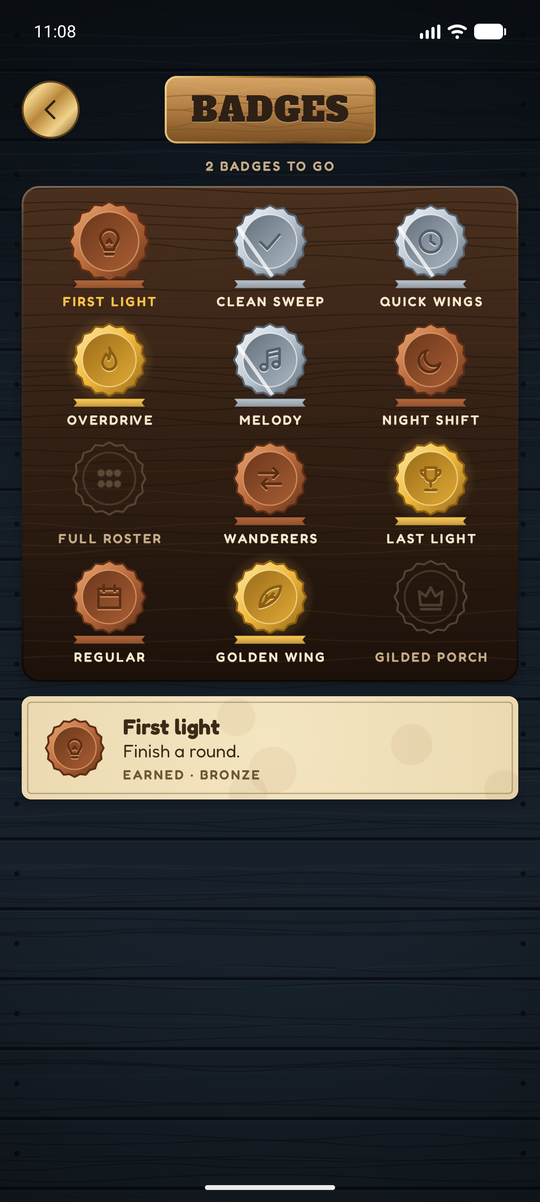 11:08
BADGES
2 BADGES TO GO
FIRST LIGHT
CLEAN SWEEP
QUICK WINGS
OVERDRIVE
MELODY
NIGHT SHIFT
FULL ROSTER
WANDERERS
LAST LIGHT
REGULAR
GOLDEN WING
GILDED PORCH
First light
Finish a round.
EARNED · BRONZE